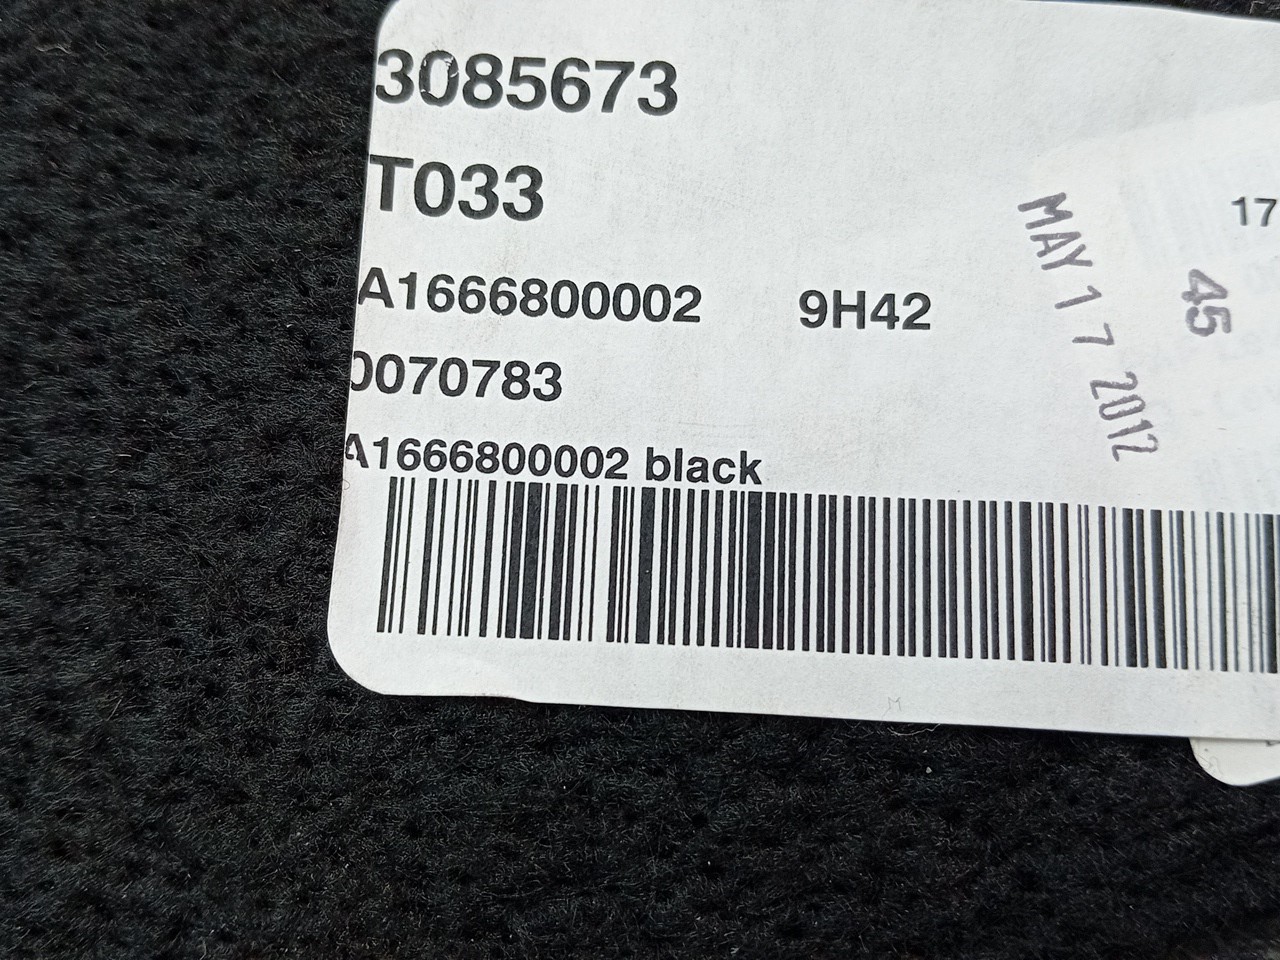 3085673
T033
A1666800002 9H42
0070783
A1666800002 black
MAY 17 2012
45
17